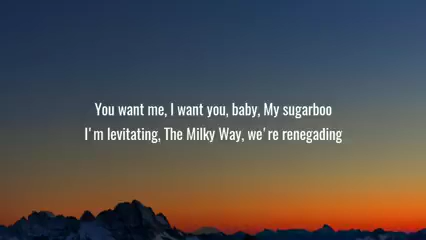 You want me, I want you, baby, My sugarboo
I'm levitating, The Milky Way, we're renegading